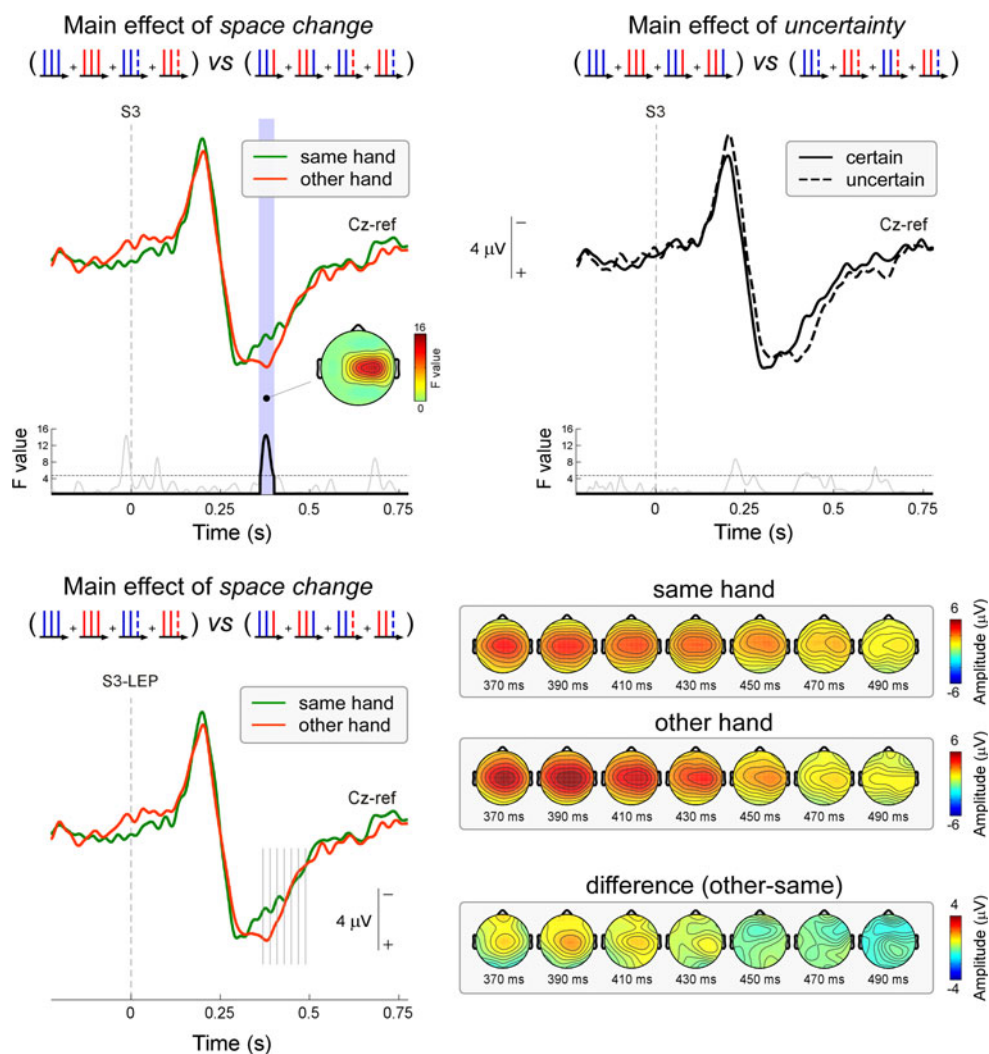 Main effect of space change
( + + + ) vs ( + + + )
S3
same hand
other hand
Cz-ref
16
F value
0
16
12
8
4
F value
0 0.25 0.5 0.75
Time (s)
Main effect of uncertainty
( + + + ) vs ( + + + )
S3
certain
uncertain
Cz-ref
−
4 µV
+
16
12
8
4
F value
0 0.25 0.5 0.75
Time (s)
Main effect of space change
( + + + ) vs ( + + + )
S3-LEP
same hand
other hand
Cz-ref
−
4 µV
+
0 0.25 0.5 0.75
Time (s)
same hand
370 ms 390 ms 410 ms 430 ms 450 ms 470 ms 490 ms
6
-6
Amplitude (µV)
other hand
370 ms 390 ms 410 ms 430 ms 450 ms 470 ms 490 ms
6
-6
Amplitude (µV)
difference (other-same)
370 ms 390 ms 410 ms 430 ms 450 ms 470 ms 490 ms
4
-4
Amplitude (µV)